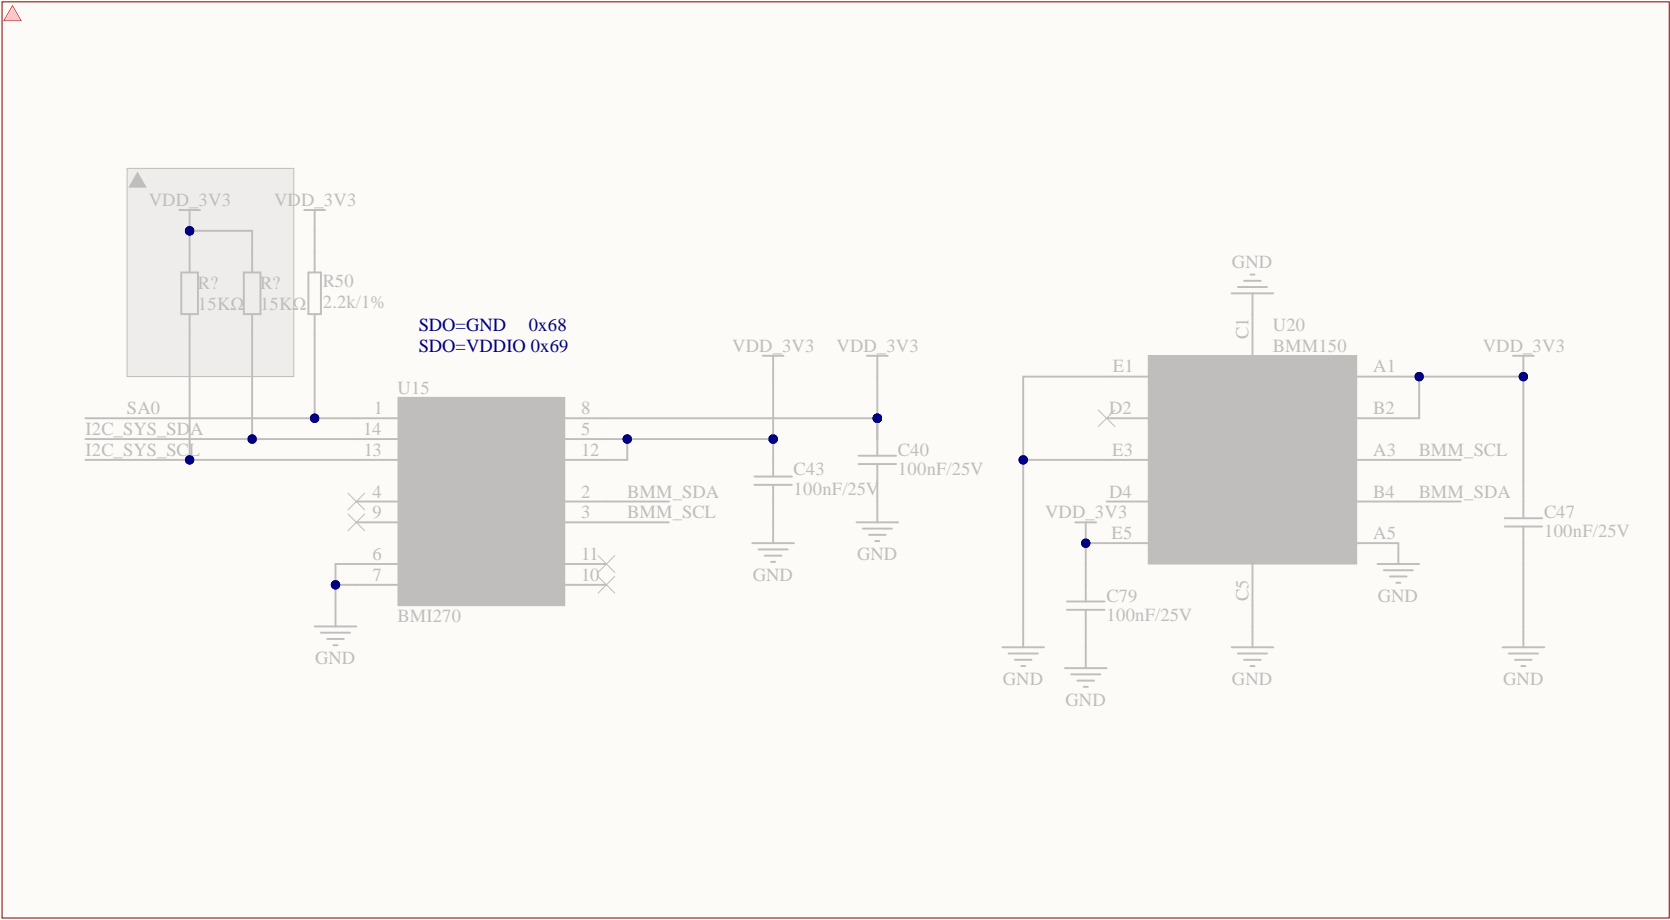 VDD_3V3
VDD_3V3
R?
15KΩ
R?
15KΩ
R50
2.2k/1%
SDO=GND 0x68
SDO=VDDIO 0x69
U15
SA0
I2C_SYS_SDA
I2C_SYS_SCL
1
14
13
4
9
6
7
8
5
12
2
3
11
10
BMM_SDA
BMM_SCL
BMI270
GND
VDD_3V3
VDD_3V3
C43
100nF/25V
C40
100nF/25V
GND
GND
GND
C1
U20
BMM150
E1
D2
E3
D4
VDD_3V3
E5
A1
B2
A3
BMM_SCL
B4
BMM_SDA
A5
GND
VDD_3V3
C47
100nF/25V
C5
C79
100nF/25V
GND
GND
GND
GND